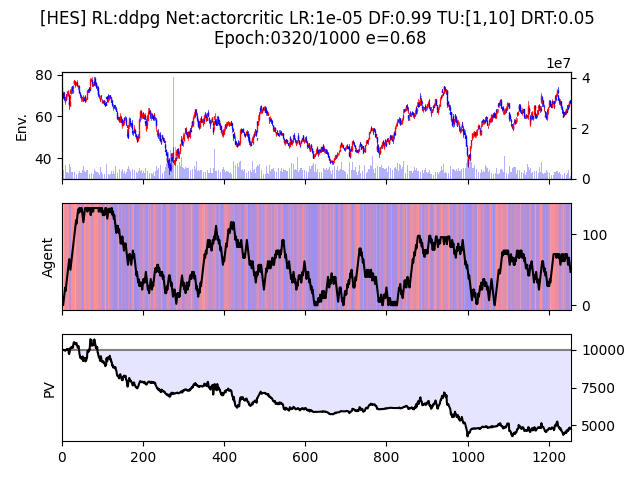 [HES] RL:ddpg Net:actorcritic LR:1e-05 DF:0.99 TU:[1,10] DRT:0.05
Epoch:0320/1000 e=0.68
1e7
80
60
40
Env.
4
2
0
Agent
100
0
PV
10000
7500
5000
0 200 400 600 800 1000 1200